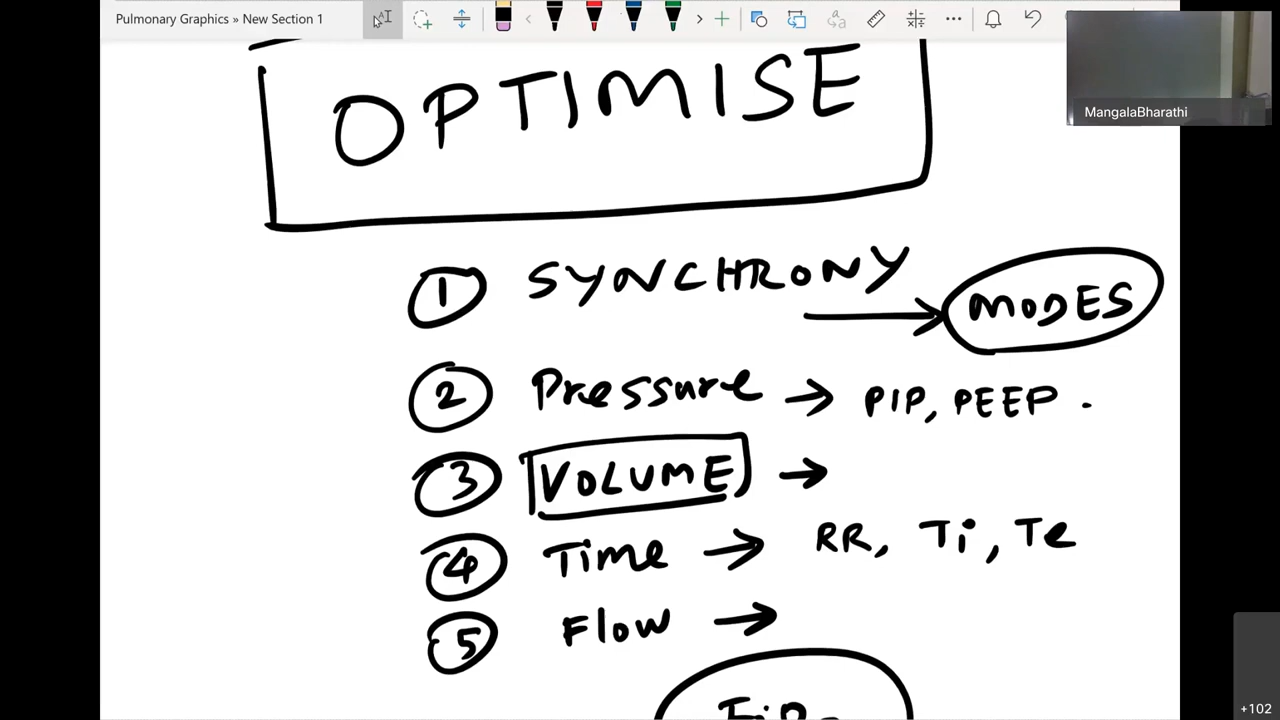 Pulmonary Graphics » New Section 1
MangalaBharathi
OPTIMISE
1 SYNCHRONY → MODES
2 Pressure → PIP, PEEP .
3 VOLUME →
4 Time → RR, Ti, Te
5 Flow →
+102